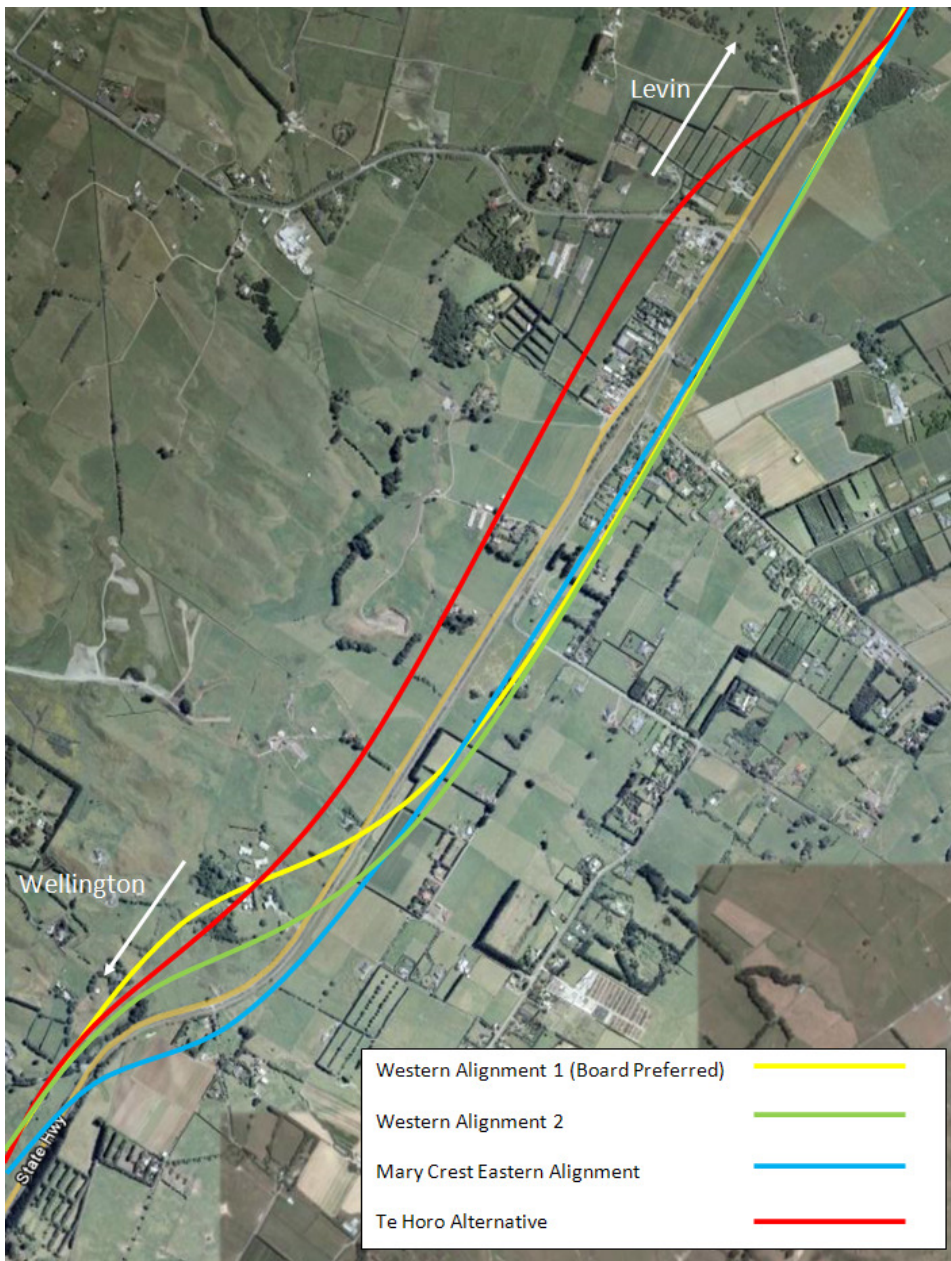 Levin
Wellington
State Hwy
Western Alignment 1 (Board Preferred)
Western Alignment 2
Mary Crest Eastern Alignment
Te Horo Alternative